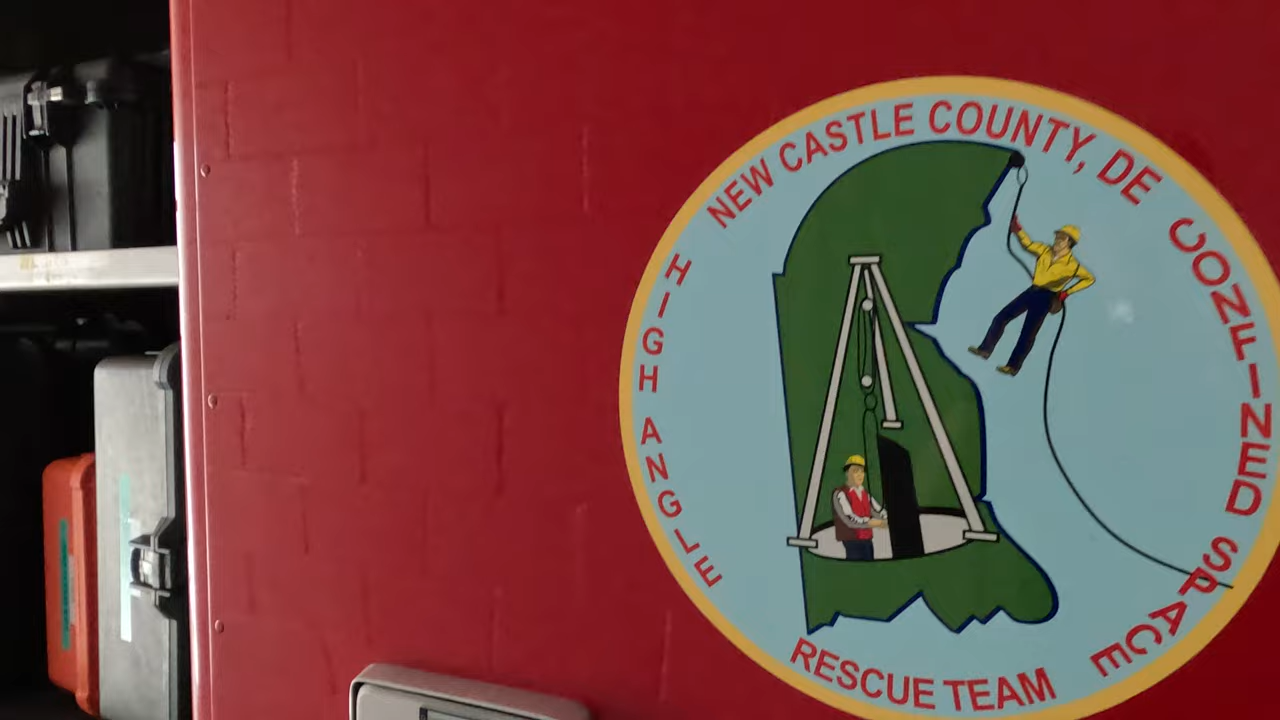 NEW CASTLE COUNTY, DE
HIGH ANGLE
CONFINED SPACE
RESCUE TEAM